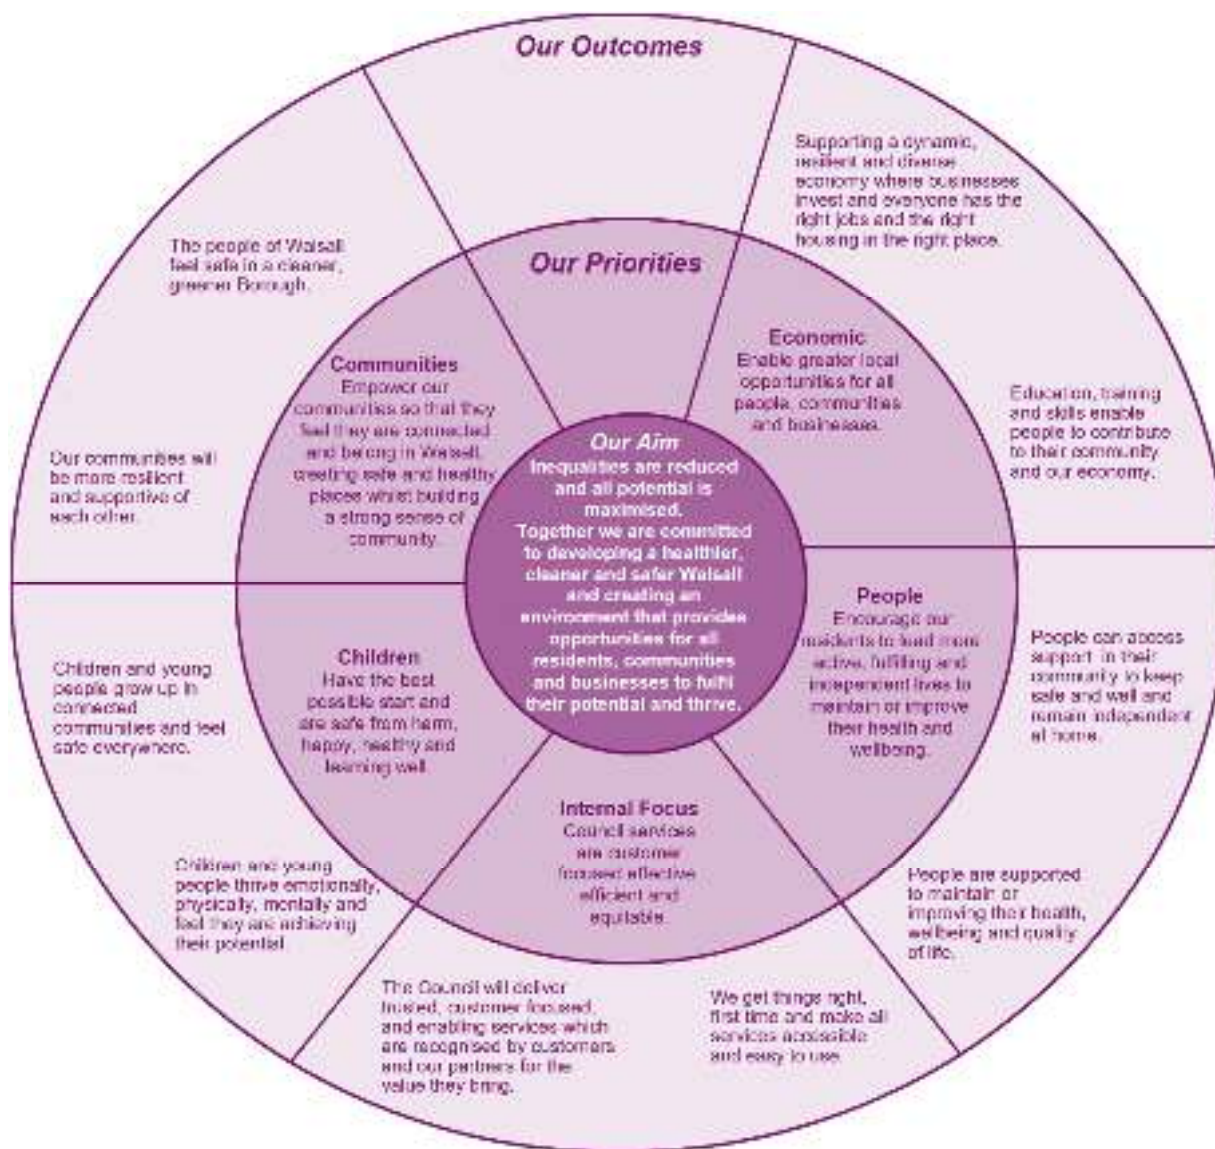 Our Outcomes
Supporting a dynamic,
resilient and diverse
economy where businesses
invest and everyone has the
right jobs and the right
housing in the right place.
Education, training
and skills enable
people to contribute
to their community
and our economy.
People can access
support in their
community to keep
safe and well and
remain independent
at home.
People are supported
to maintain or
improving their health,
wellbeing and quality
of life.
We get things right,
first time and make all
services accessible
and easy to use.
The Council will deliver
trusted, customer focused,
and enabling services which
are recognised by customers
and our partners for the
value they bring.
Children and young
people thrive emotionally,
physically, mentally and
feel they are achieving
their potential
Children and young
people grow up in
connected
communities and feel
safe everywhere.
Our communities will
be more resilient
and supportive of
each other.
The people of Walsall
feel safe in a cleaner,
greener Borough.
Our Priorities
Economic
Enable greater local
opportunities for all
people, communities
and businesses.
People
Encourage our
residents to lead more
active, fulfilling and
independent lives to
maintain or improve
their health and
wellbeing.
Internal Focus
Council services
are customer
focused effective
efficient and
equitable.
Children
Have the best
possible start and
are safe from harm,
happy, healthy and
learning well
Communities
Empower our
communities so that they
feel they are connected
and belong in Walsall,
creating safe and healthy
places whilst building
a strong sense of
community.
Our Aim
Inequalities are reduced
and all potential is
maximised.
Together we are committed
to developing a healthier,
cleaner and safer Walsall
and creating an
environment that provides
opportunities for all
residents, communities
and businesses to fulfil
their potential and thrive.